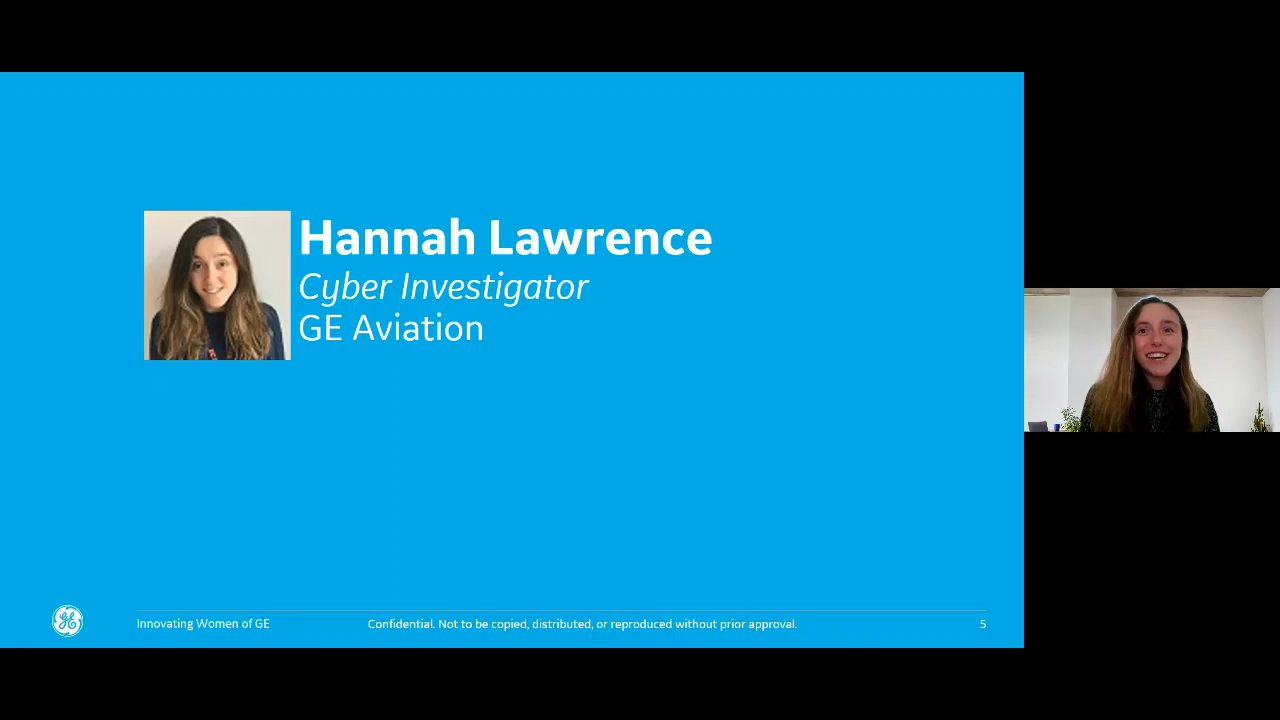 Hannah Lawrence
Cyber Investigator
GE Aviation
GE
Innovating Women of GE
Confidential. Not to be copied, distributed, or reproduced without prior approval.
5